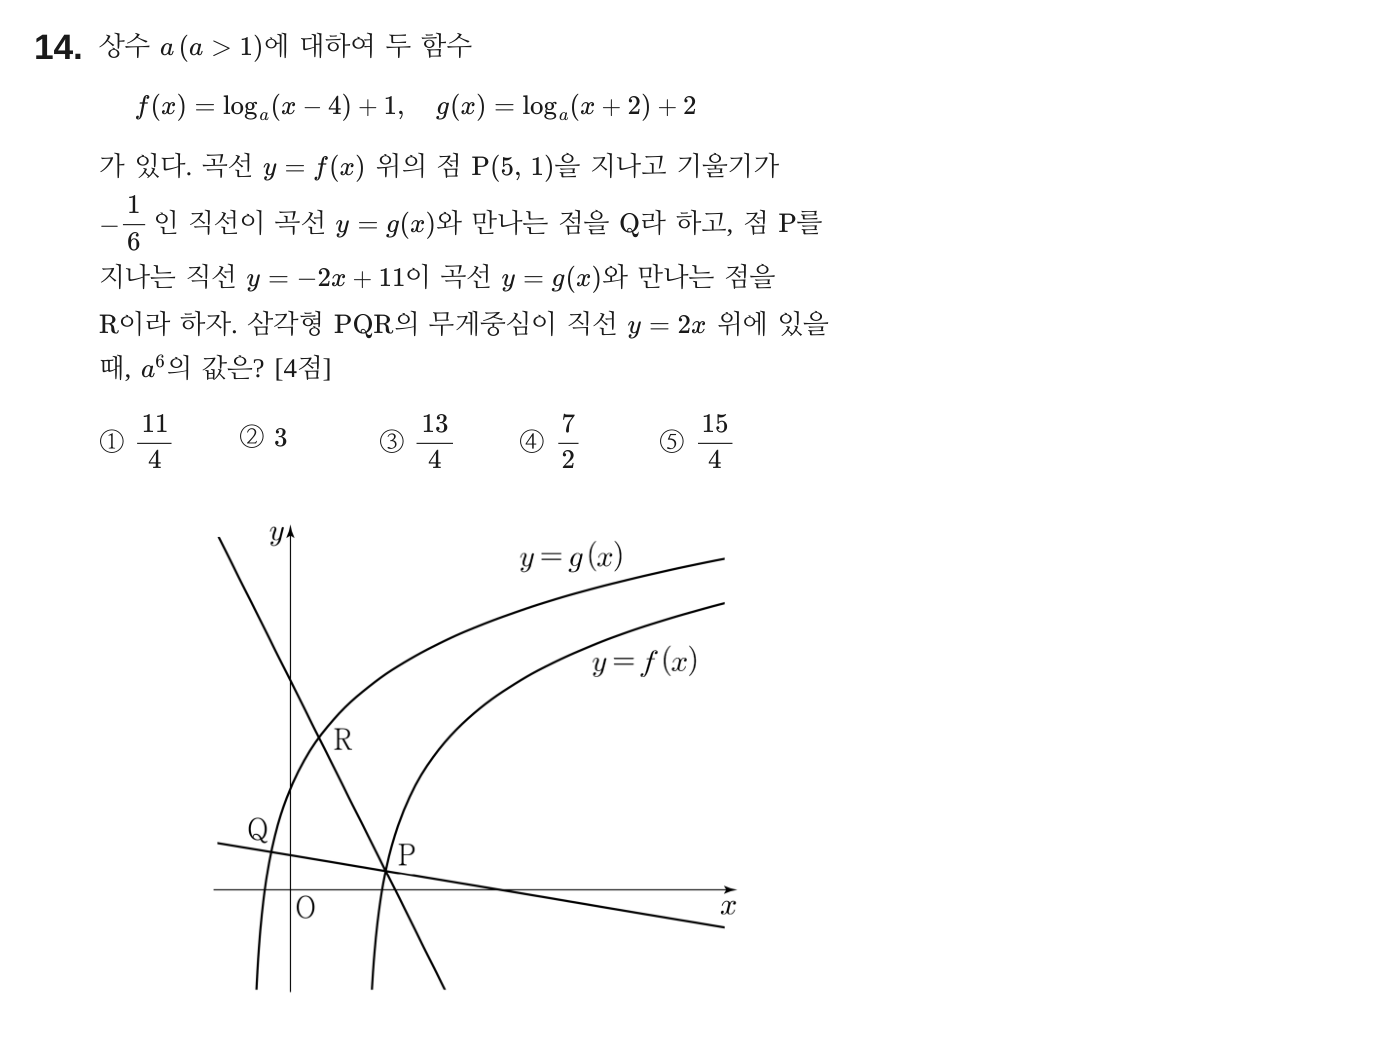 14. 상수 a (a > 1)에 대하여 두 함수
f(x) = logₐ(x − 4) + 1, g(x) = logₐ(x + 2) + 2
가 있다. 곡선 y = f(x) 위의 점 P(5, 1)을 지나고 기울기가
−1/6 인 직선이 곡선 y = g(x)와 만나는 점을 Q라 하고, 점 P를
지나는 직선 y = −2x + 11이 곡선 y = g(x)와 만나는 점을
R이라 하자. 삼각형 PQR의 무게중심이 직선 y = 2x 위에 있을
때, a⁶의 값은? [4점]
① 11/4 ② 3 ③ 13/4 ④ 7/2 ⑤ 15/4
y
y = g(x)
y = f(x)
R
Q
P
O
x